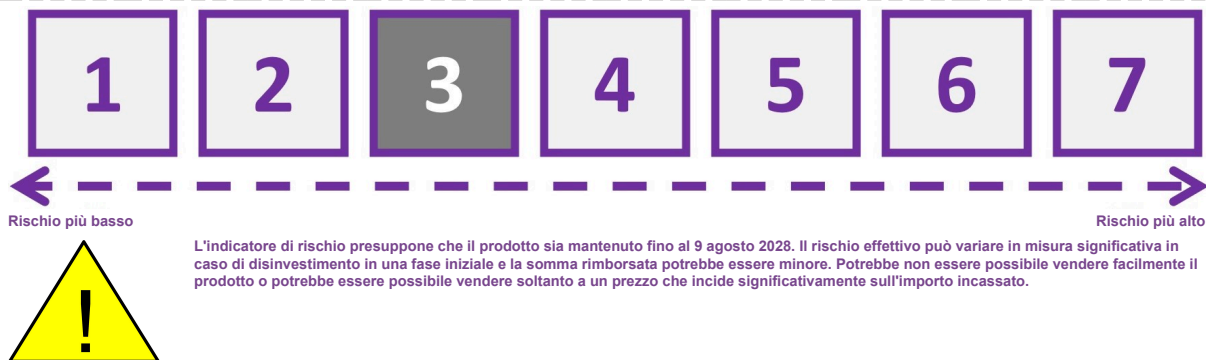 1 2 3 4 5 6 7
Rischio più basso Rischio più alto
L'indicatore di rischio presuppone che il prodotto sia mantenuto fino al 9 agosto 2028. Il rischio effettivo può variare in misura significativa in
caso di disinvestimento in una fase iniziale e la somma rimborsata potrebbe essere minore. Potrebbe non essere possibile vendere facilmente il
prodotto o potrebbe essere possibile vendere soltanto a un prezzo che incide significativamente sull'importo incassato.
!